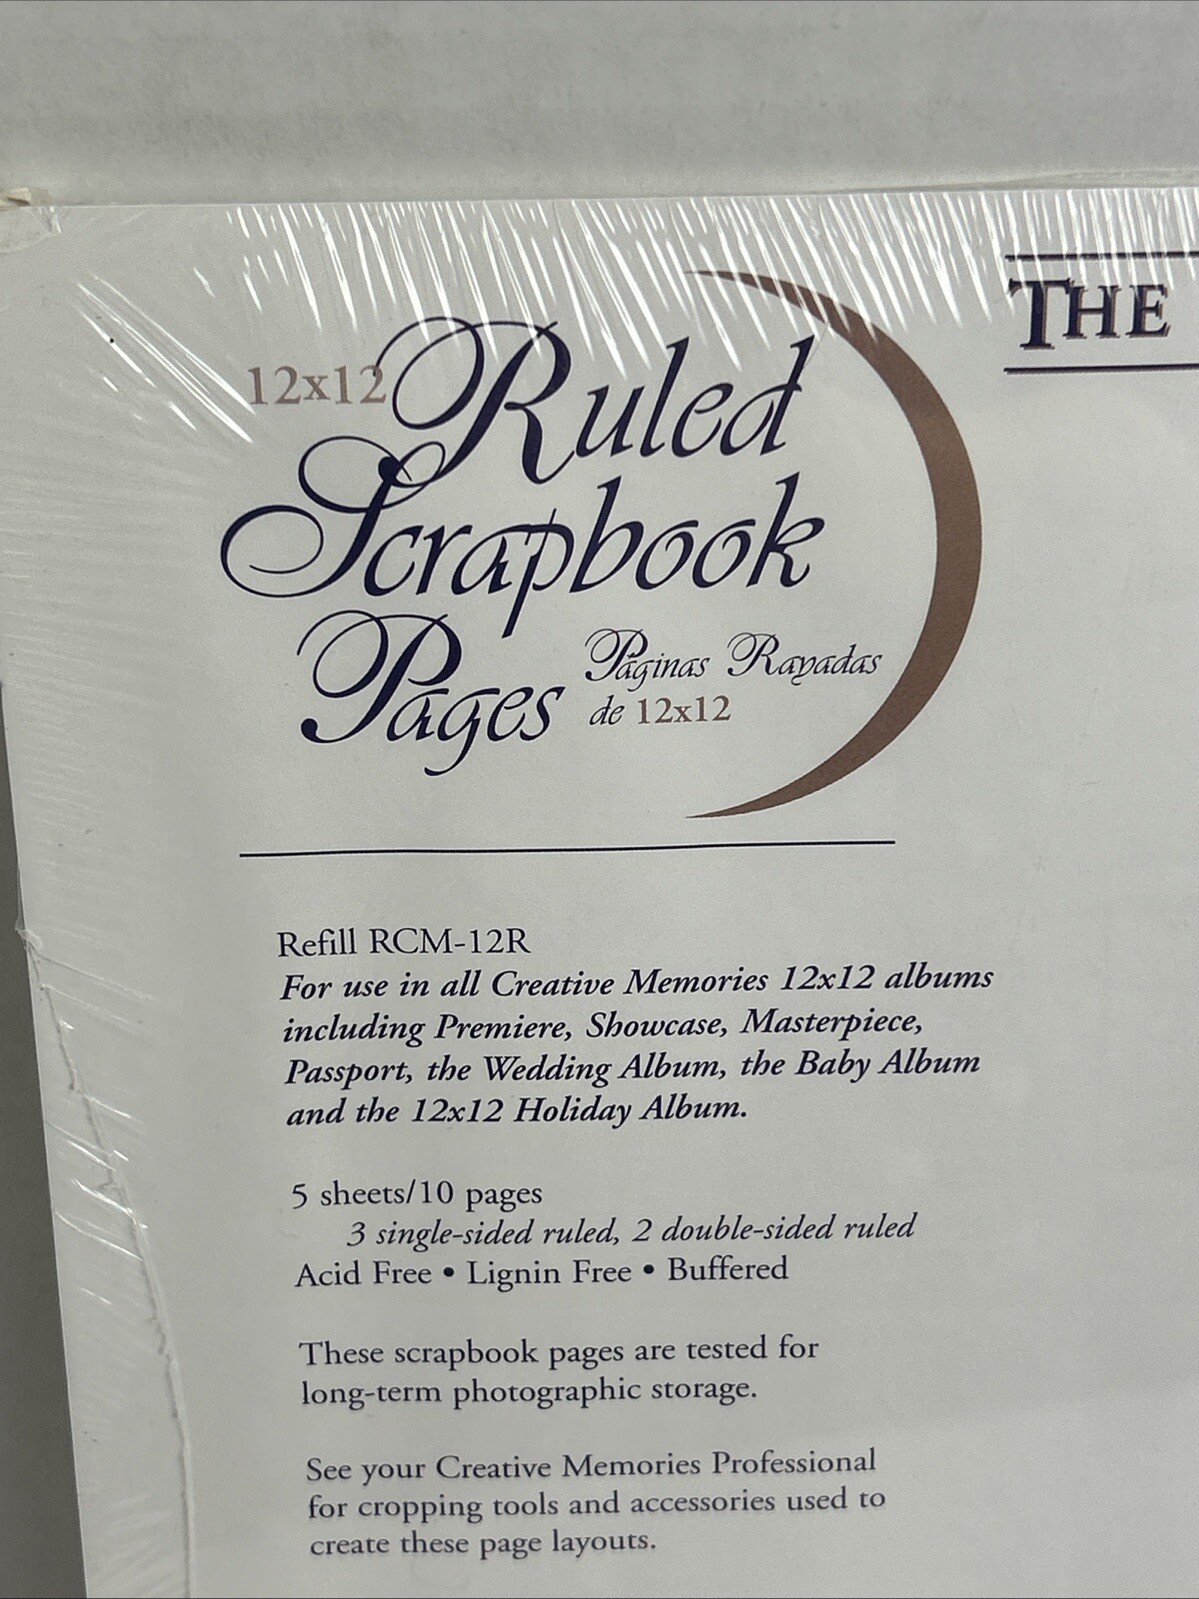 12x12 Ruled
Scrapbook
Pages
Páginas Rayadas
de 12x12
THE
Refill RCM-12R
For use in all Creative Memories 12x12 albums
including Premiere, Showcase, Masterpiece,
Passport, the Wedding Album, the Baby Album
and the 12x12 Holiday Album.
5 sheets/10 pages
3 single-sided ruled, 2 double-sided ruled
Acid Free • Lignin Free • Buffered
These scrapbook pages are tested for
long-term photographic storage.
See your Creative Memories Professional
for cropping tools and accessories used to
create these page layouts.